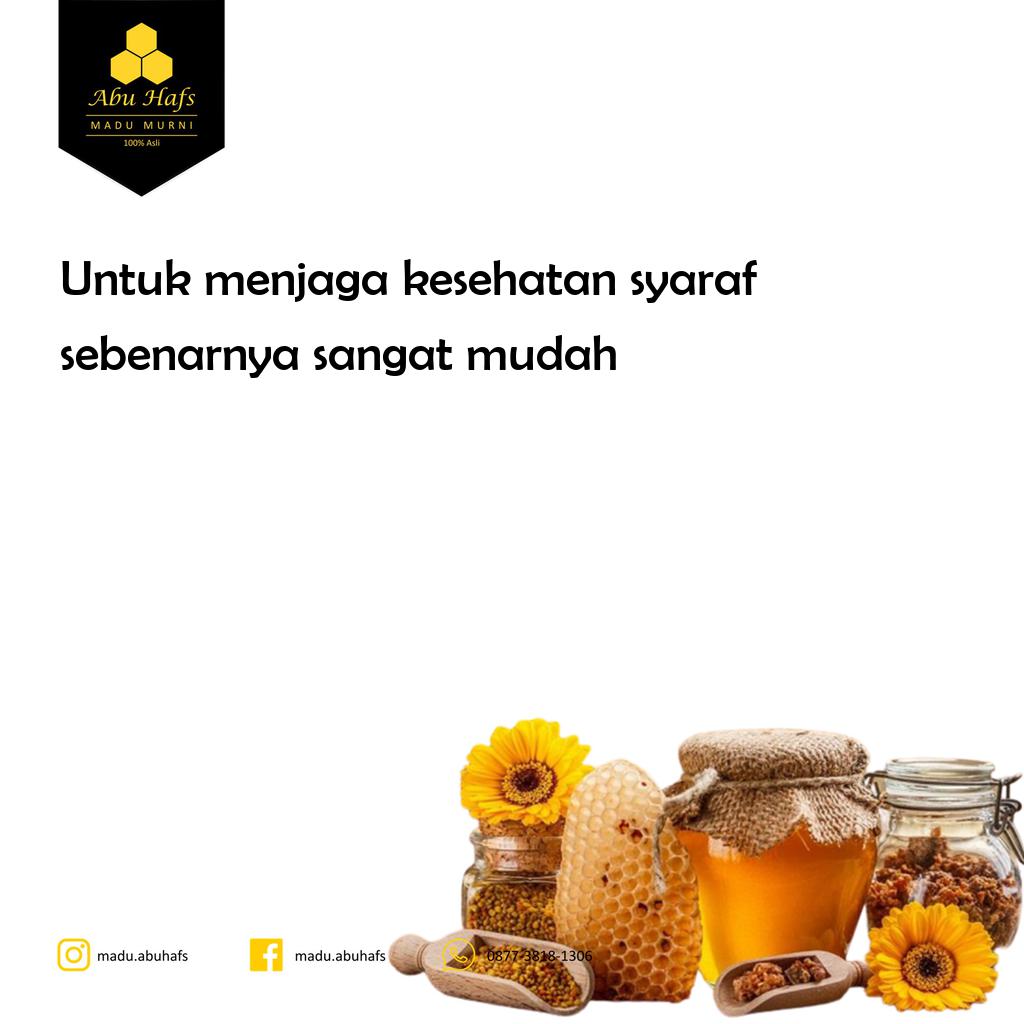 Abu Hafs
MADU MURNI
100% Asli
Untuk menjaga kesehatan syaraf
sebenarnya sangat mudah
madu.abuhafs
madu.abuhafs
0877-3818-1306